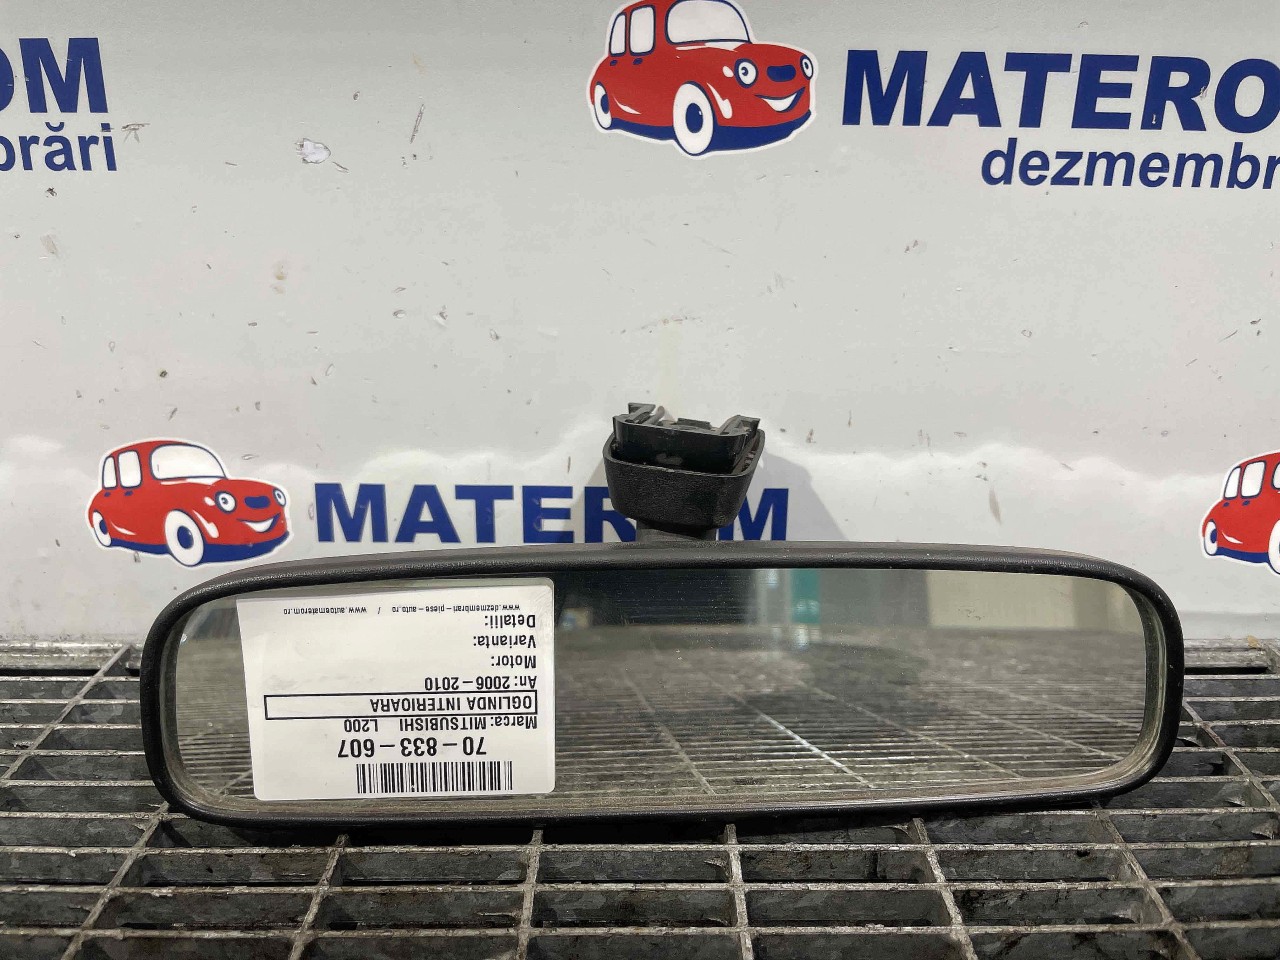 OM
brări
MATERO
dezmembr
MATEROM
70-833-607
Marca: MITSUBISHI L200
OGLINDA INTERIOARA
An: 2006-2010
Motor:
Varianta:
Detalii:
www.dezmembrari-piese-auto.ro / www.automaterom.ro